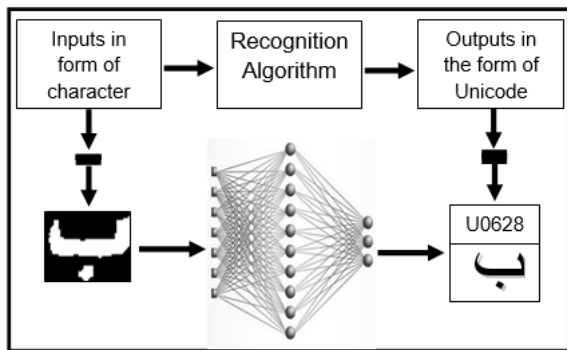 Inputs in
form of
character
Recognition
Algorithm
Outputs in
the form of
Unicode
U0628
ب